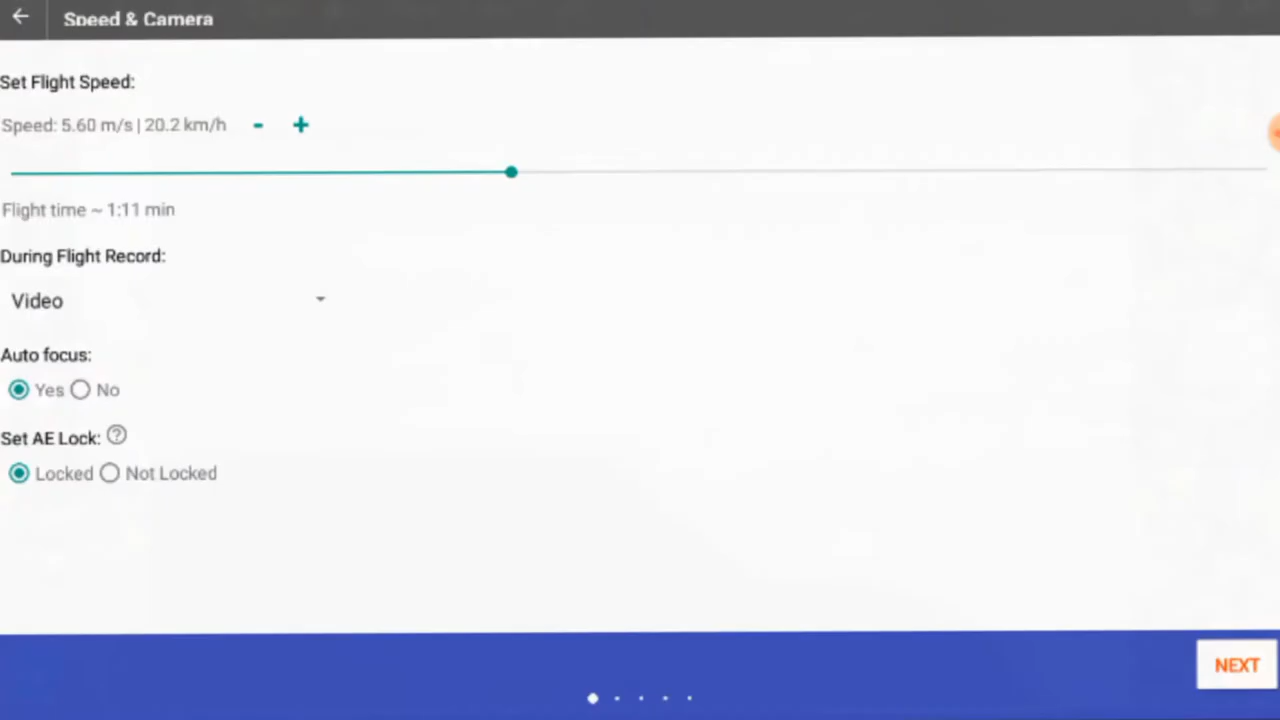 Speed & Camera
Set Flight Speed:
Speed: 5.60 m/s | 20.2 km/h - +
Flight time ~ 1:11 min
During Flight Record:
Video
Auto focus:
Yes No
Set AE Lock: ?
Locked Not Locked
NEXT